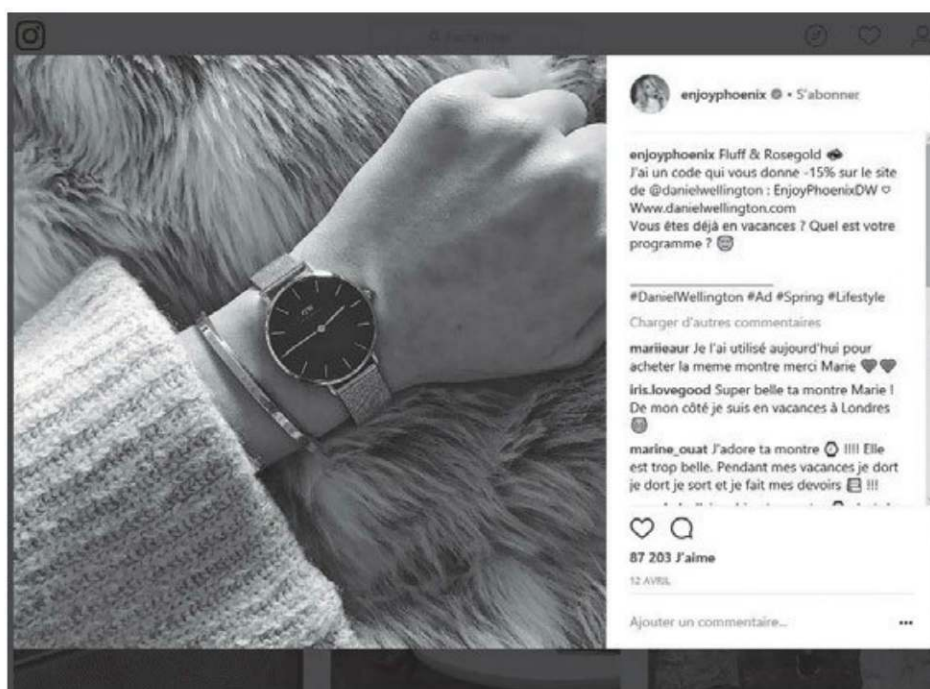 Rechercher
enjoyphoenix • S'abonner
enjoyphoenix Fluff & Rosegold
J'ai un code qui vous donne -15% sur le site
de @danielwellington : EnjoyPhoenixDW ♡
Www.danielwellington.com
Vous êtes déjà en vacances ? Quel est votre
programme ?
#DanielWellington #Ad #Spring #Lifestyle
Charger d'autres commentaires
mariieaur Je l'ai utilisé aujourd'hui pour
acheter la meme montre merci Marie ♥♥
iris.lovegood Super belle ta montre Marie !
De mon côté je suis en vacances à Londres
marine_ouat J'adore ta montre ⌚ !!!! Elle
est trop belle. Pendant mes vacances je dort
je dort je sort et je fait mes devoirs !!!
87 203 J'aime
12 AVRIL
Ajouter un commentaire...